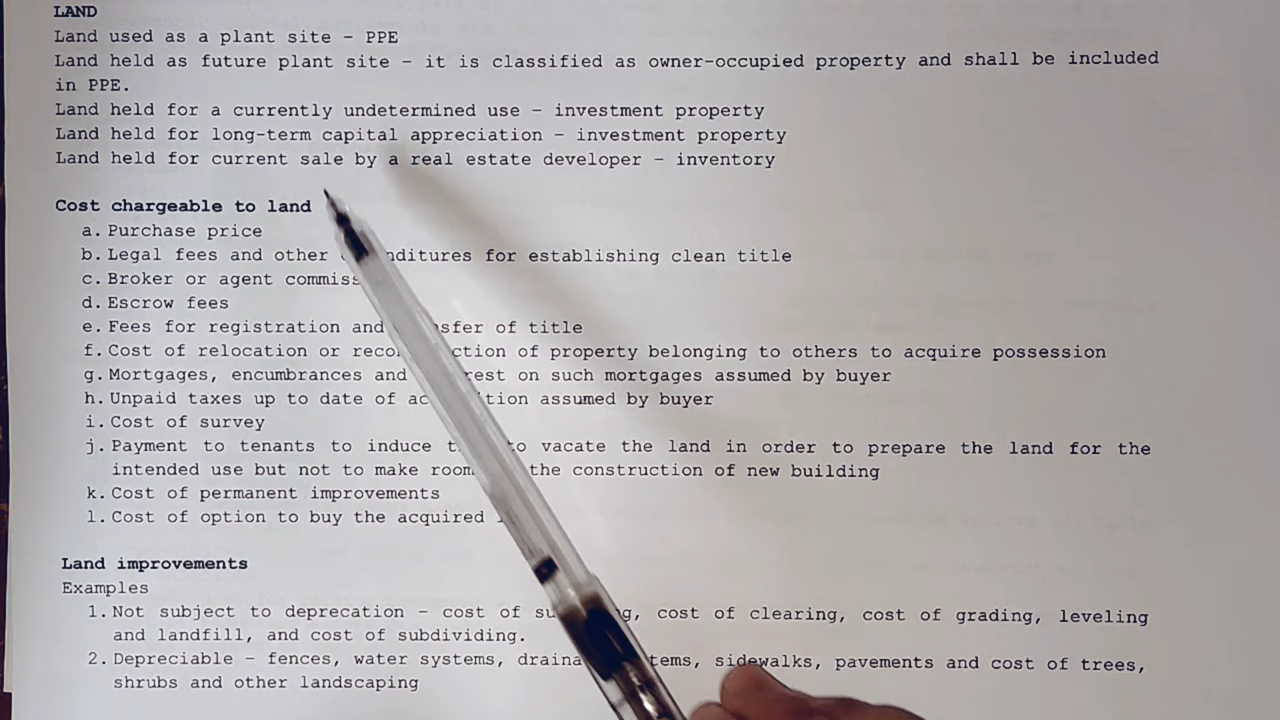 LAND
Land used as a plant site – PPE
Land held as future plant site – it is classified as owner-occupied property and shall be included
in PPE.
Land held for a currently undetermined use – investment property
Land held for long-term capital appreciation – investment property
Land held for current sale by a real estate developer – inventory
Cost chargeable to land
a. Purchase price
b. Legal fees and other nditures for establishing clean title
c. Broker or agent commiss
d. Escrow fees
e. Fees for registration and sfer of title
f. Cost of relocation or reco ction of property belonging to others to acquire possession
g. Mortgages, encumbrances and rest on such mortgages assumed by buyer
h. Unpaid taxes up to date of ac tion assumed by buyer
i. Cost of survey
j. Payment to tenants to induce t o vacate the land in order to prepare the land for the
intended use but not to make room the construction of new building
k. Cost of permanent improvements
l. Cost of option to buy the acquired
Land improvements
Examples
1. Not subject to deprecation – cost of su g, cost of clearing, cost of grading, leveling
and landfill, and cost of subdividing.
2. Depreciable – fences, water systems, draina tems, sidewalks, pavements and cost of trees,
shrubs and other landscaping